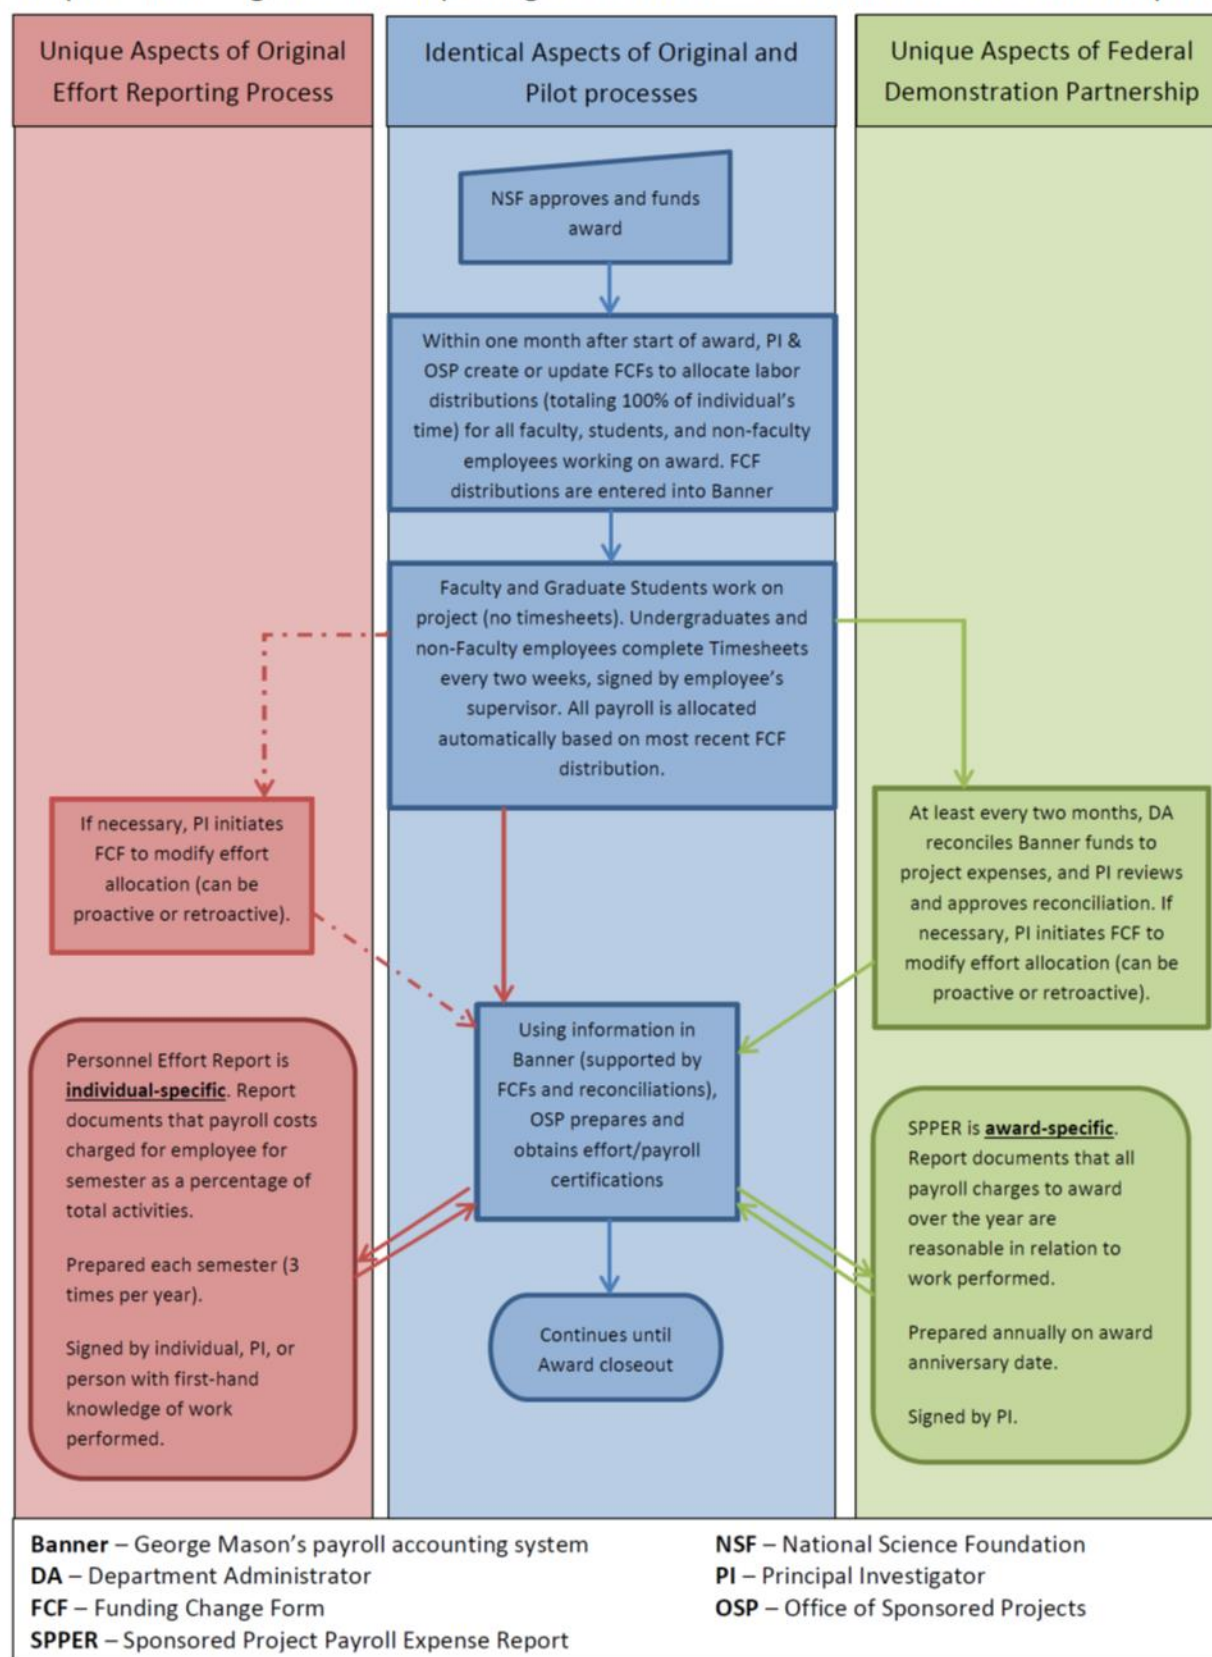 Unique Aspects of Original
Effort Reporting Process
Identical Aspects of Original and
Pilot processes
Unique Aspects of Federal
Demonstration Partnership
NSF approves and funds
award
Within one month after start of award, PI &
OSP create or update FCFs to allocate labor
distributions (totaling 100% of individual's
time) for all faculty, students, and non-faculty
employees working on award. FCF
distributions are entered into Banner
Faculty and Graduate Students work on
project (no timesheets). Undergraduates and
non-Faculty employees complete Timesheets
every two weeks, signed by employee's
supervisor. All payroll is allocated
automatically based on most recent FCF
distribution.
If necessary, PI initiates
FCF to modify effort
allocation (can be
proactive or retroactive).
At least every two months, DA
reconciles Banner funds to
project expenses, and PI reviews
and approves reconciliation. If
necessary, PI initiates FCF to
modify effort allocation (can be
proactive or retroactive).
Using information in
Banner (supported by
FCFs and reconciliations),
OSP prepares and
obtains effort/payroll
certifications
Personnel Effort Report is
individual-specific. Report
documents that payroll costs
charged for employee for
semester as a percentage of
total activities.
Prepared each semester (3
times per year).
Signed by individual, PI, or
person with first-hand
knowledge of work
performed.
SPPER is award-specific.
Report documents that all
payroll charges to award
over the year are
reasonable in relation to
work performed.
Prepared annually on award
anniversary date.
Signed by PI.
Continues until
Award closeout
Banner – George Mason's payroll accounting system
DA – Department Administrator
FCF – Funding Change Form
SPPER – Sponsored Project Payroll Expense Report
NSF – National Science Foundation
PI – Principal Investigator
OSP – Office of Sponsored Projects